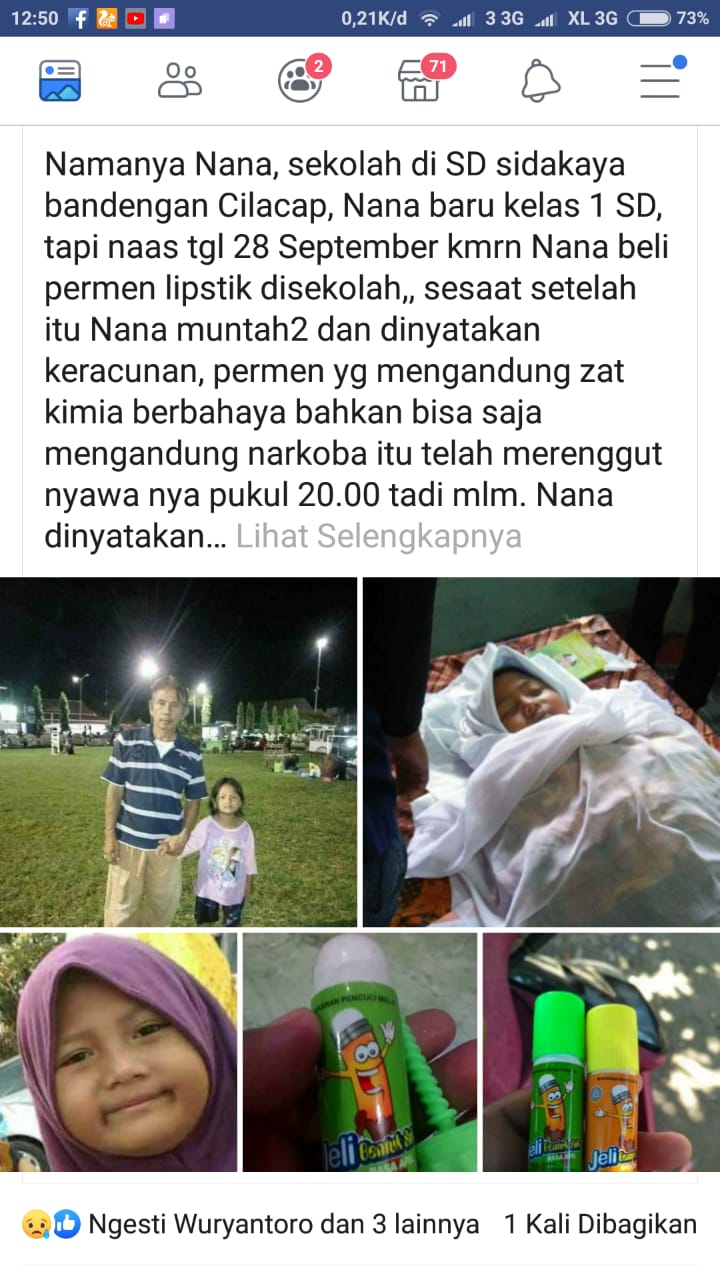 12:50 0,21K/d 3 3G XL 3G 73%
2 71
Namanya Nana, sekolah di SD sidakaya
bandengan Cilacap, Nana baru kelas 1 SD,
tapi naas tgl 28 September kmrn Nana beli
permen lipstik disekolah,, sesaat setelah
itu Nana muntah2 dan dinyatakan
keracunan, permen yg mengandung zat
kimia berbahaya bahkan bisa saja
mengandung narkoba itu telah merenggut
nyawa nya pukul 20.00 tadi mlm. Nana
dinyatakan... Lihat Selengkapnya
PENCUCI
Jeli
Jeli
Ngesti Wuryantoro dan 3 lainnya 1 Kali Dibagikan